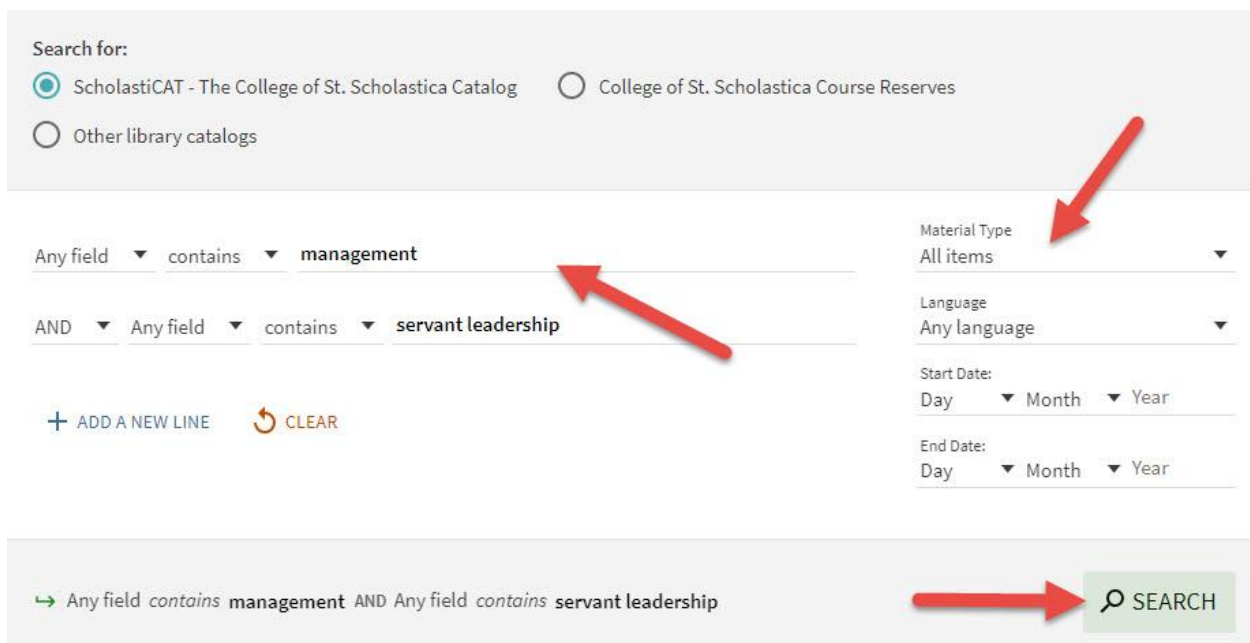 Search for:
ScholastiCAT - The College of St. Scholastica Catalog College of St. Scholastica Course Reserves
Other library catalogs
Any field contains management
AND Any field contains servant leadership
+ ADD A NEW LINE CLEAR
Material Type
All items
Language
Any language
Start Date:
Day Month Year
End Date:
Day Month Year
Any field contains management AND Any field contains servant leadership
SEARCH